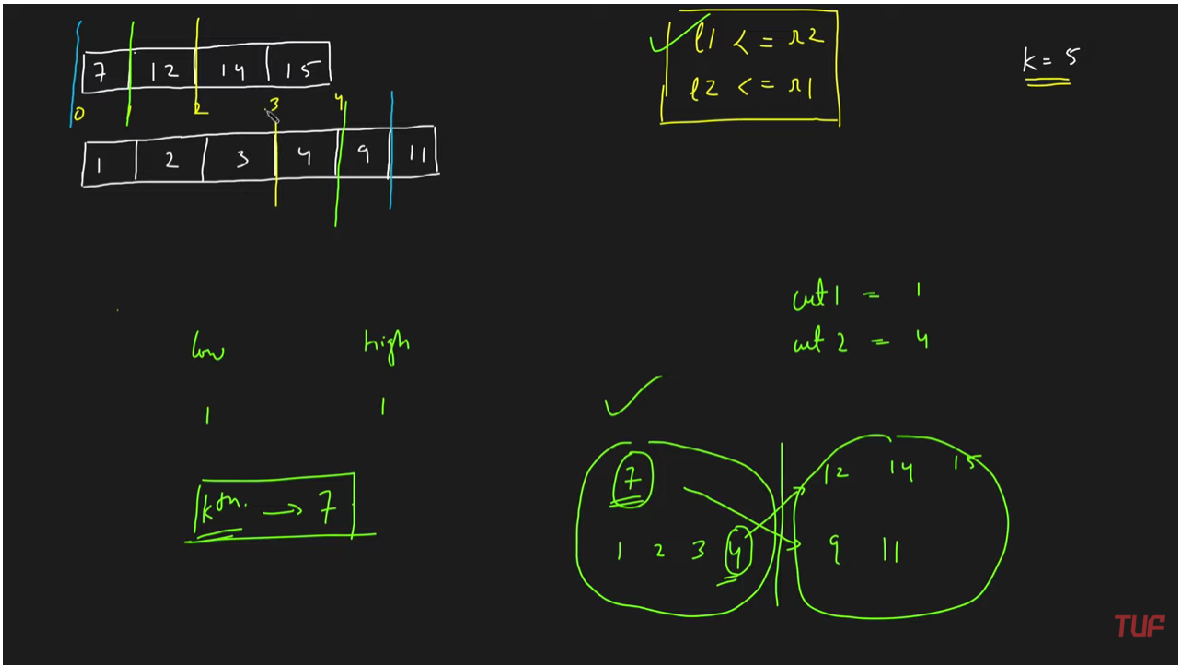 l1 <= r2
l2 <= r1
k = 5
7 12 14 15
0 2 3 4
1 2 3 4 9 11
cut1 = 1
cut 2 = 4
low high
1 1
kth. → 7
7 12 14 15
1 2 3 4 9 11
TUF